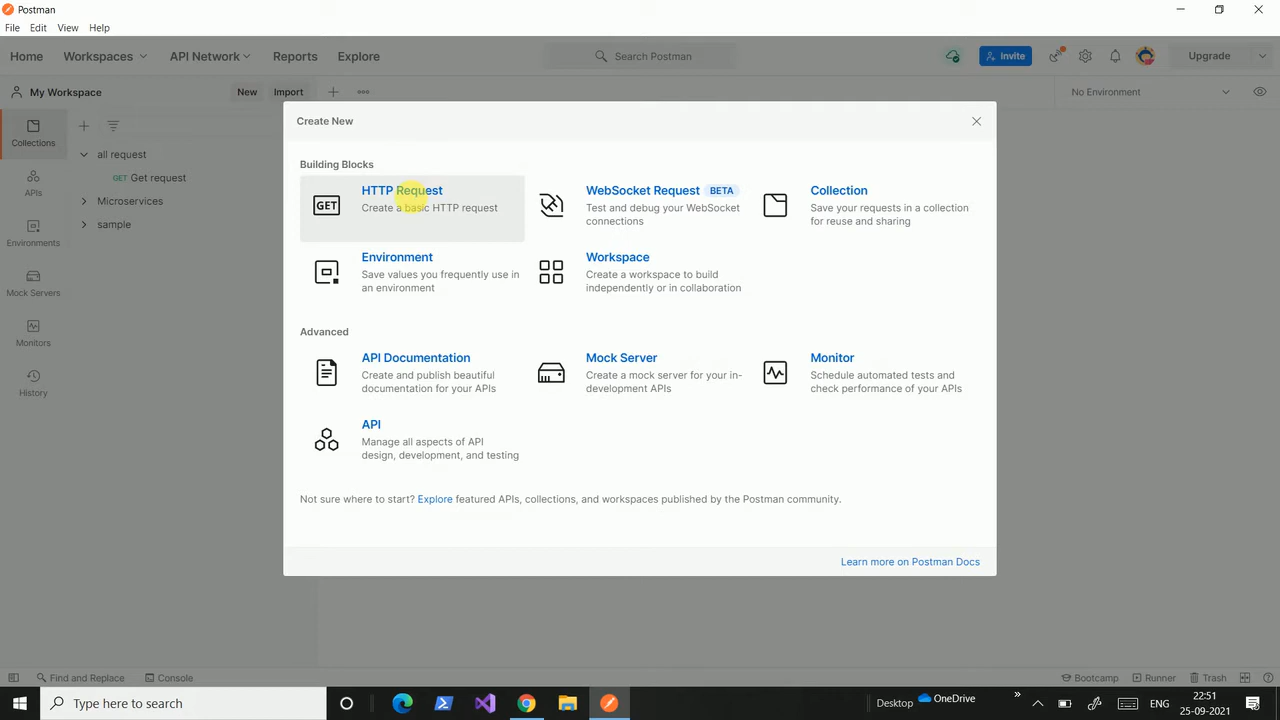 Postman
File Edit View Help
Home Workspaces API Network Reports Explore Search Postman Invite Upgrade
My Workspace New Import No Environment
Create New
Collections
all request
GET Get request
Microservices
sample
APIs
Environments
Mock Servers
Monitors
History
Building Blocks
GET
HTTP Request
Create a basic HTTP request
WebSocket Request BETA
Test and debug your WebSocket
connections
Collection
Save your requests in a collection
for reuse and sharing
Environment
Save values you frequently use in
an environment
Workspace
Create a workspace to build
independently or in collaboration
Advanced
API Documentation
Create and publish beautiful
documentation for your APIs
Mock Server
Create a mock server for your in-
development APIs
Monitor
Schedule automated tests and
check performance of your APIs
API
Manage all aspects of API
design, development, and testing
Not sure where to start? Explore featured APIs, collections, and workspaces published by the Postman community.
Learn more on Postman Docs
Find and Replace Console Bootcamp Runner Trash
Type here to search Desktop OneDrive ENG 22:51
25-09-2021